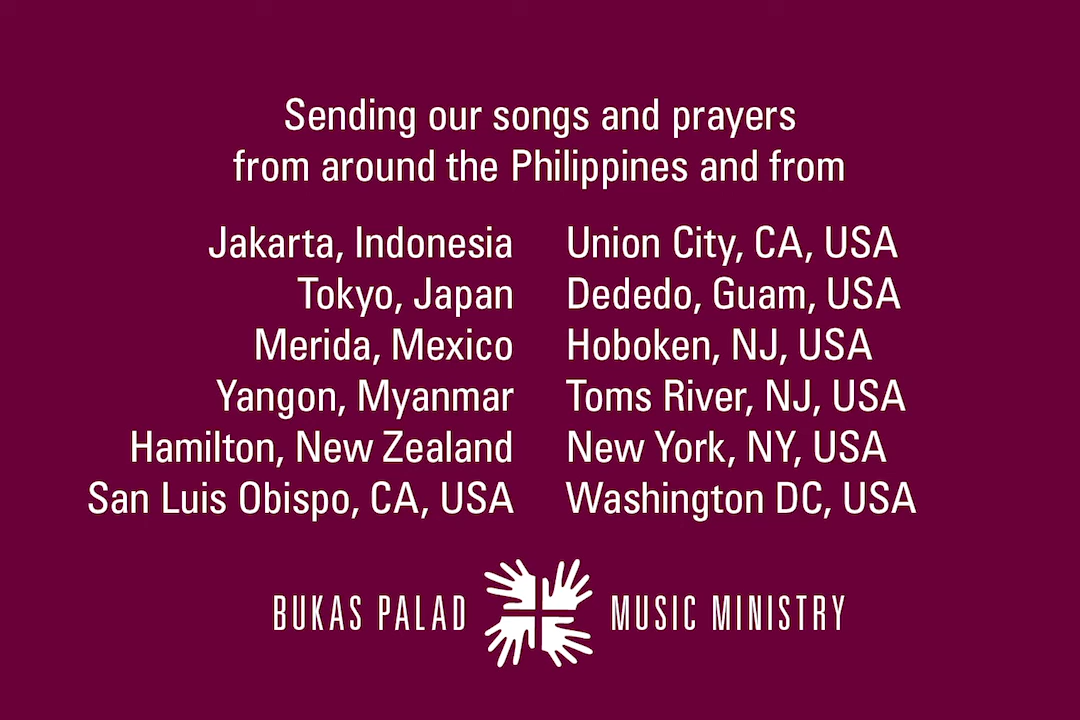 Sending our songs and prayers
from around the Philippines and from
Jakarta, Indonesia
Tokyo, Japan
Merida, Mexico
Yangon, Myanmar
Hamilton, New Zealand
San Luis Obispo, CA, USA
Union City, CA, USA
Dededo, Guam, USA
Hoboken, NJ, USA
Toms River, NJ, USA
New York, NY, USA
Washington DC, USA
BUKAS PALAD MUSIC MINISTRY